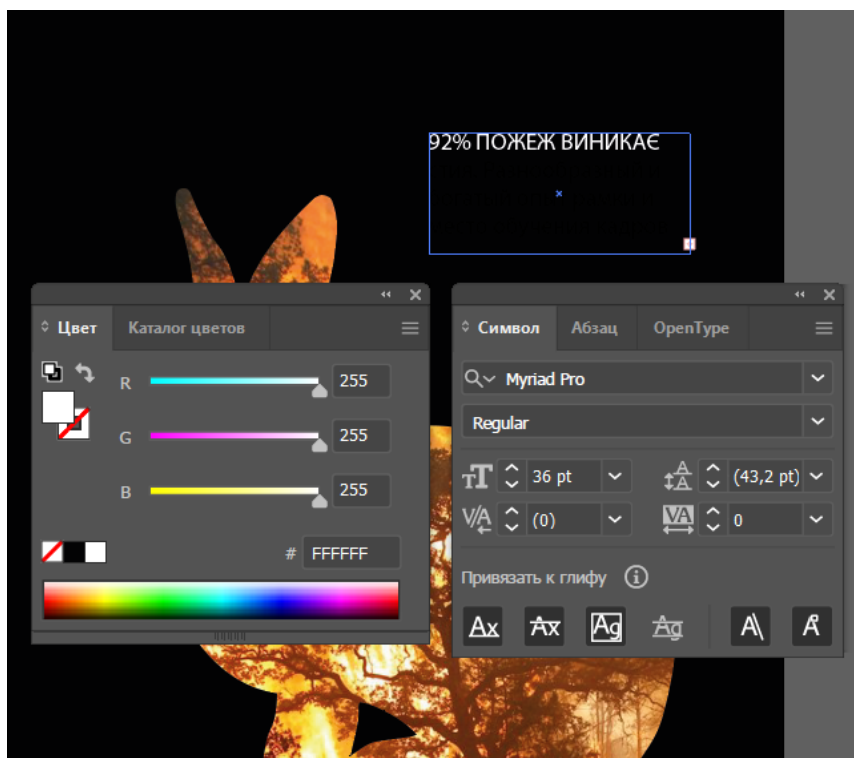 92% ПОЖЕЖ ВИНИКАЄ
Цвет
Каталог цветов
R 255
G 255
B 255
# FFFFFF
Символ
Абзац
OpenType
Myriad Pro
Regular
36 pt
(43,2 pt)
(0)
0
Привязать к глифу